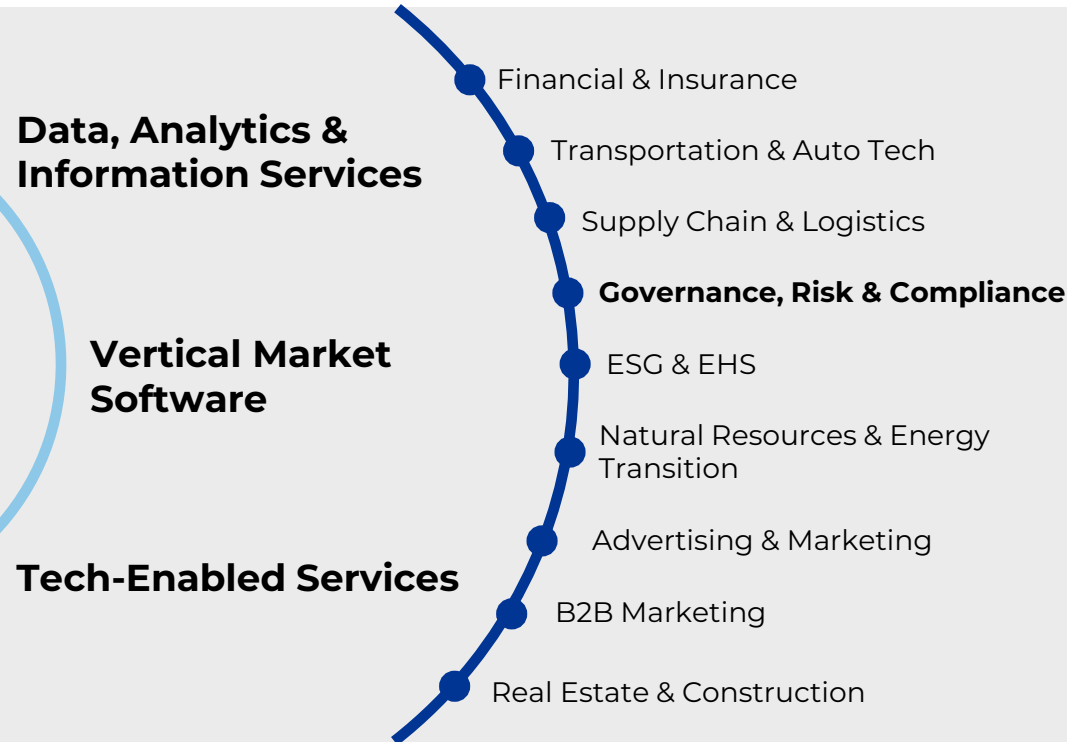 Data, Analytics &
Information Services
Vertical Market
Software
Tech-Enabled Services
Financial & Insurance
Transportation & Auto Tech
Supply Chain & Logistics
Governance, Risk & Compliance
ESG & EHS
Natural Resources & Energy
Transition
Advertising & Marketing
B2B Marketing
Real Estate & Construction